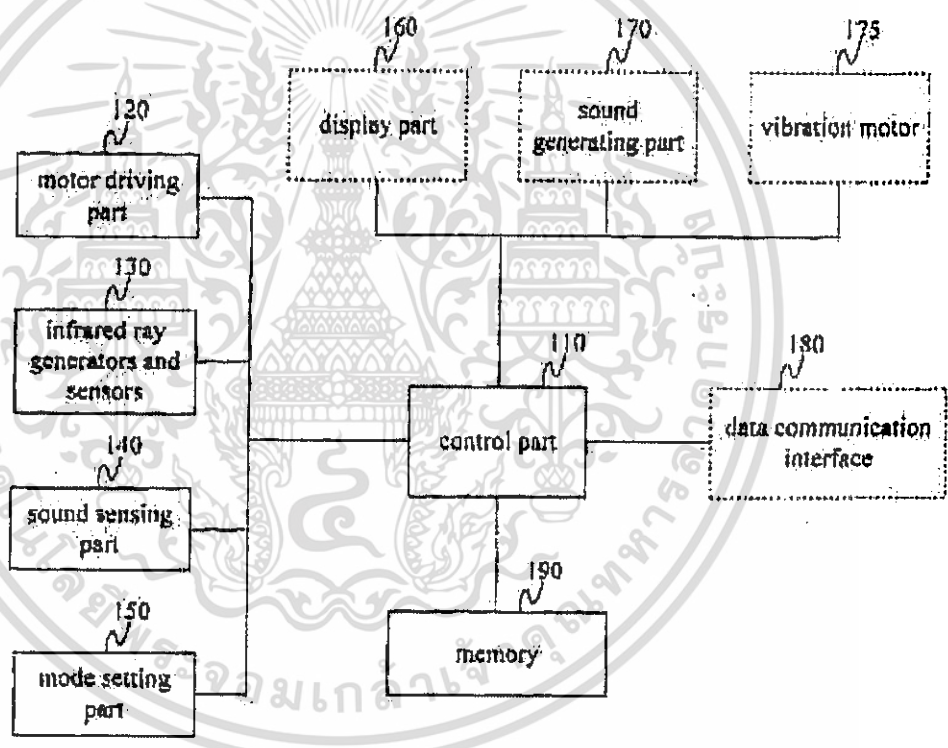 160
170
175
display part
sound
generating part
vibration motor
120
motor driving
part
130
infrared ray
generators and
sensors
110
control part
180
data communication
interface
140
sound sensing
part
190
memory
150
mode setting
part